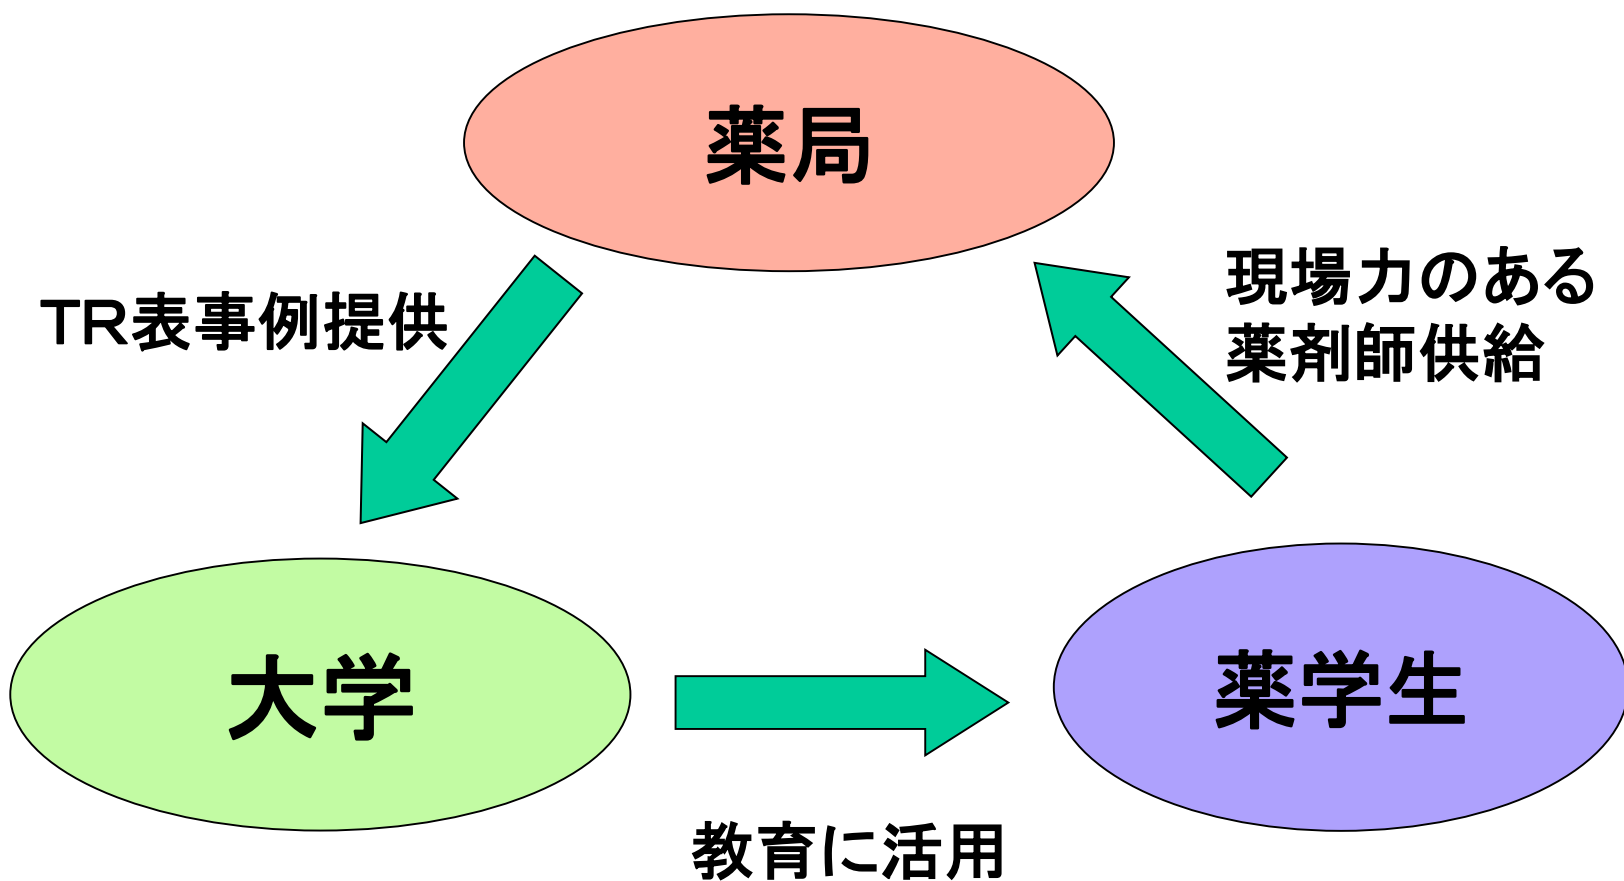 薬局
TR表事例提供
現場力のある
薬剤師供給
大学
薬学生
教育に活用